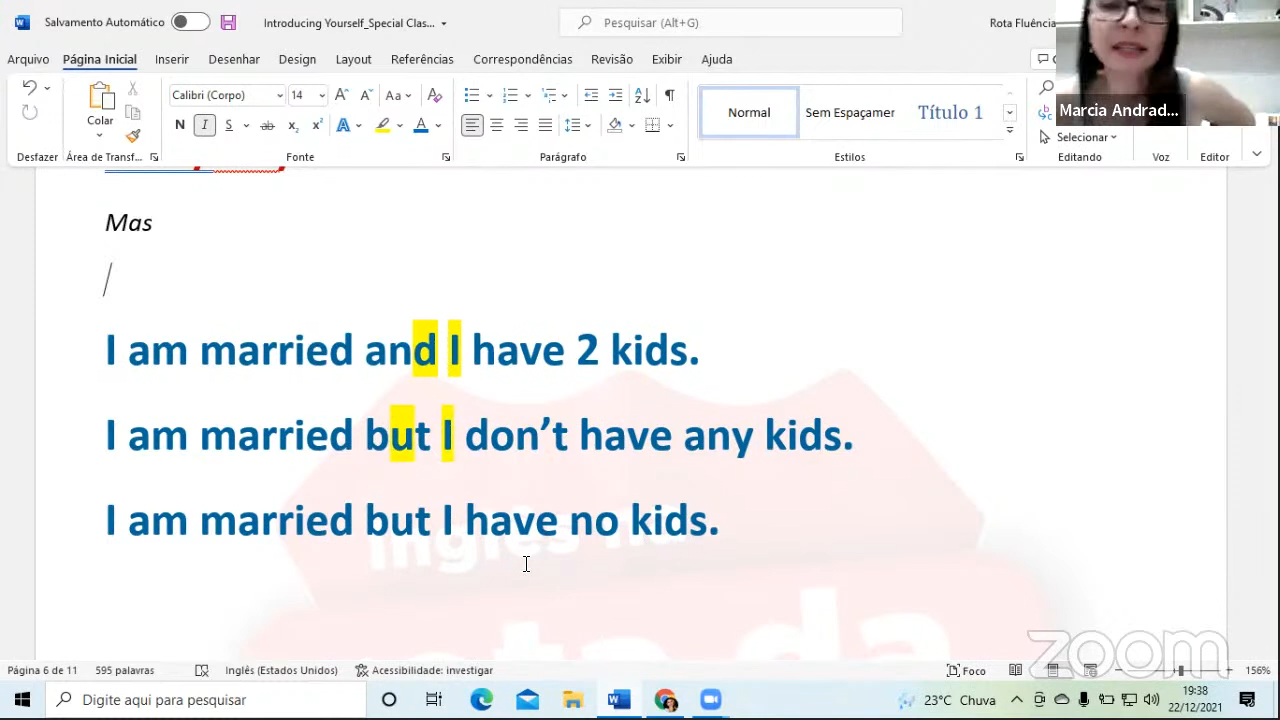 Salvamento Automático
Introducing Yourself_Special Clas...
Pesquisar (Alt+G)
Rota Fluência
Arquivo Página Inicial Inserir Desenhar Design Layout Referências Correspondências Revisão Exibir Ajuda
Marcia Andrad...
Colar
Calibri (Corpo) 14
Aa
N I S ab x₂ x² A A
Normal
Sem Espaçamer
Título 1
Selecionar
Desfazer Área de Transf... Fonte Parágrafo Estilos Editando Voz Editor
Mas
I am married and I have 2 kids.
I am married but I don't have any kids.
I am married but I have no kids.
zoom
Página 6 de 11 595 palavras Inglês (Estados Unidos) Acessibilidade: investigar Foco 156%
Digite aqui para pesquisar
23°C Chuva
19:38
22/12/2021